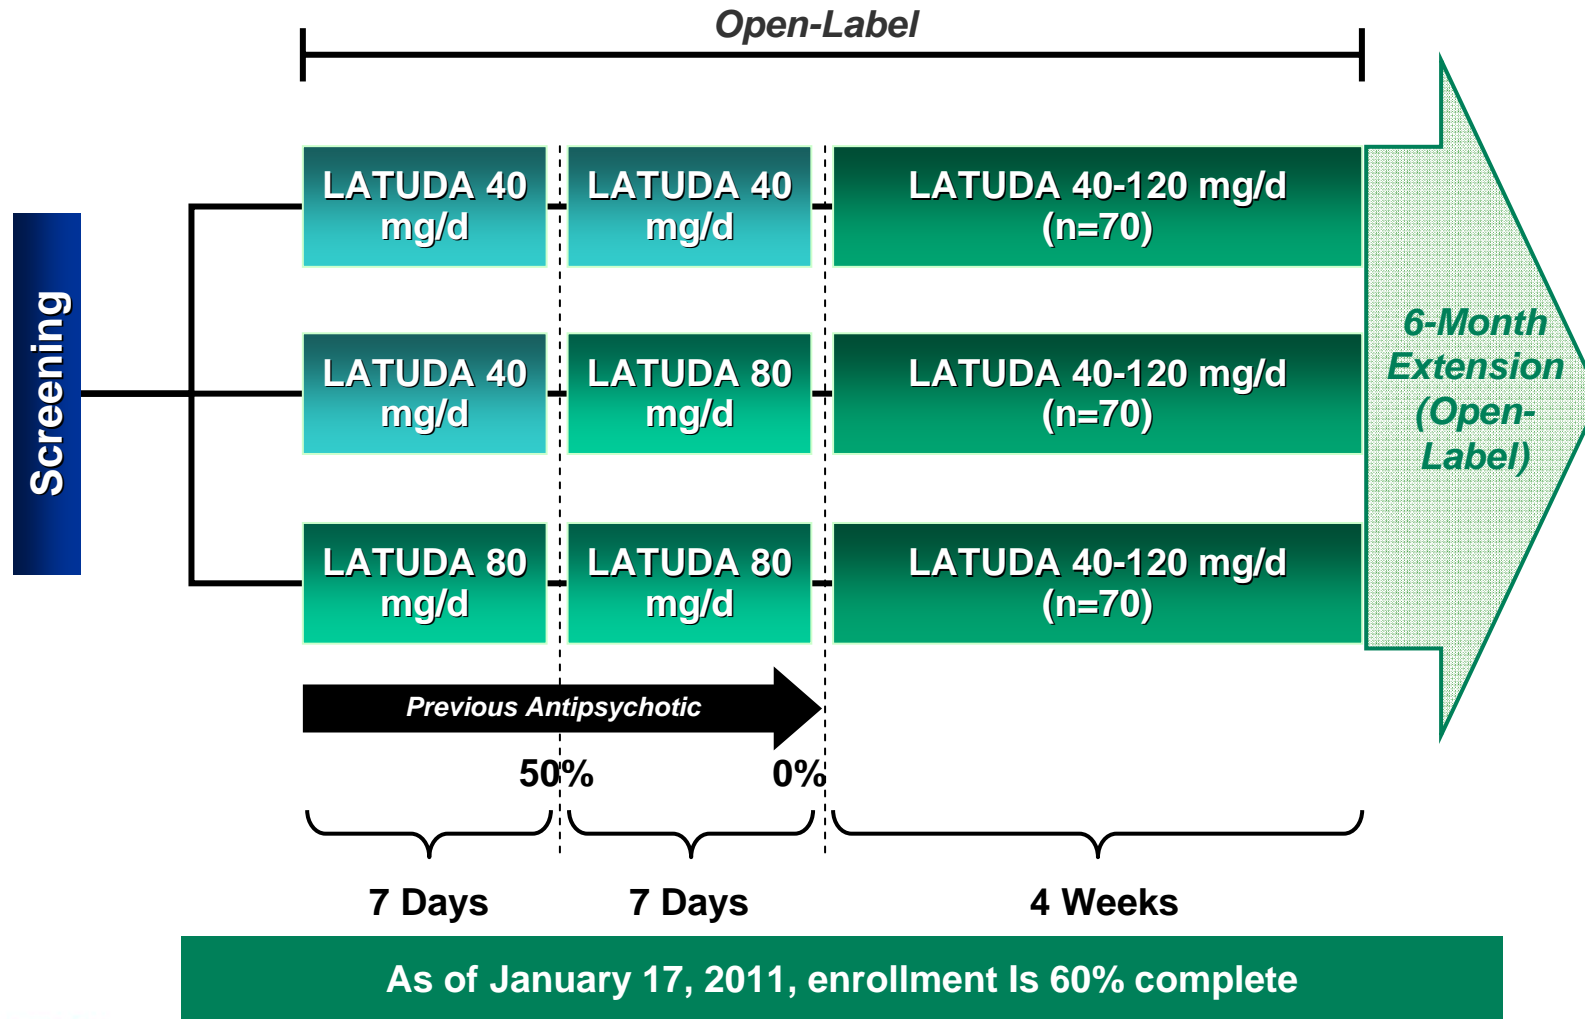 Open-Label
Screening
LATUDA 40
mg/d
LATUDA 40
mg/d
LATUDA 40-120 mg/d
(n=70)
LATUDA 40
mg/d
LATUDA 80
mg/d
LATUDA 40-120 mg/d
(n=70)
LATUDA 80
mg/d
LATUDA 80
mg/d
LATUDA 40-120 mg/d
(n=70)
6-Month
Extension
(Open-
Label)
Previous Antipsychotic
50%
0%
7 Days
7 Days
4 Weeks
As of January 17, 2011, enrollment Is 60% complete